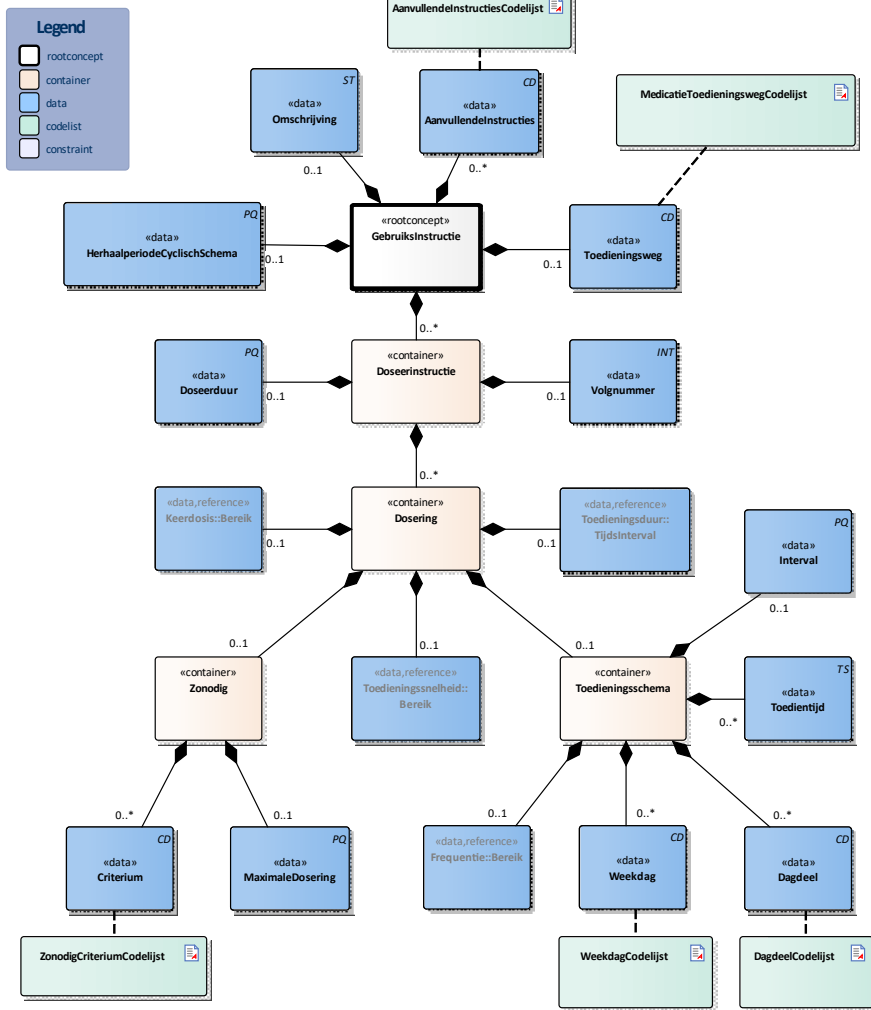 AanvullendeInstructiesCodelijst
Legend
rootconcept
container
data
codelist
constraint
ST
«data»
Omschrijving
0..1
CD
«data»
AanvullendeInstructies
0..*
MedicatieToedieningswegCodelijst
PQ
«data»
HerhaalperiodeCyclischSchema
0..1
«rootconcept»
GebruiksInstructie
CD
«data»
Toedieningsweg
0..1
0..*
PQ
«data»
Doseerduur
0..1
«container»
Doseerinstructie
INT
«data»
Volgnummer
0..1
0..*
«data,reference»
Keerdosis::Bereik
0..1
«container»
Dosering
«data,reference»
Toedieningsduur::
TijdsInterval
0..1
PQ
«data»
Interval
0..1
0..1
0..1
0..1
«container»
Zonodig
«data,reference»
Toedieningssnelheid::
Bereik
«container»
Toedieningsschema
TS
«data»
Toedientijd
0..*
0..*
0..1
0..1
0..*
0..*
CD
«data»
Criterium
PQ
«data»
MaximaleDosering
«data,reference»
Frequentie::Bereik
CD
«data»
Weekdag
CD
«data»
Dagdeel
ZonodigCriteriumCodelijst
WeekdagCodelijst
DagdeelCodelijst